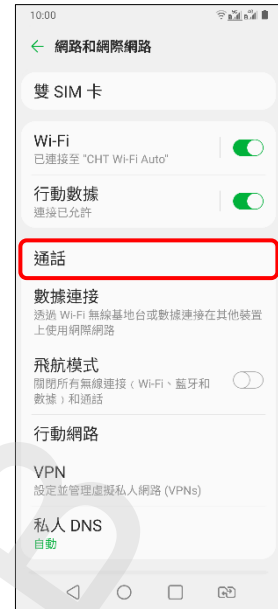 10:00
← 網路和網際網路
雙 SIM 卡
Wi-Fi
已連接至 "CHT Wi-Fi Auto"
行動數據
連接已允許
通話
數據連接
透過 Wi-Fi 無線基地台或數據連接在其他裝置
上使用網際網路
飛航模式
關閉所有無線連接（Wi-Fi、藍牙和
數據）和通話
行動網路
VPN
設定並管理虛擬私人網路 (VPNs)
私人 DNS
自動